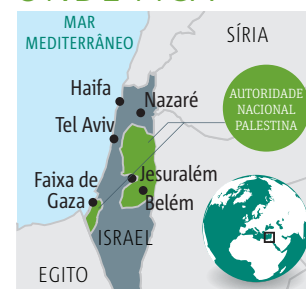 MAR
MEDITERRÂNEO
SÍRIA
Haifa
Nazaré
AUTORIDADE
NACIONAL
PALESTINA
Tel Aviv
Jesuralém
Faixa de
Gaza
Belém
ISRAEL
EGITO